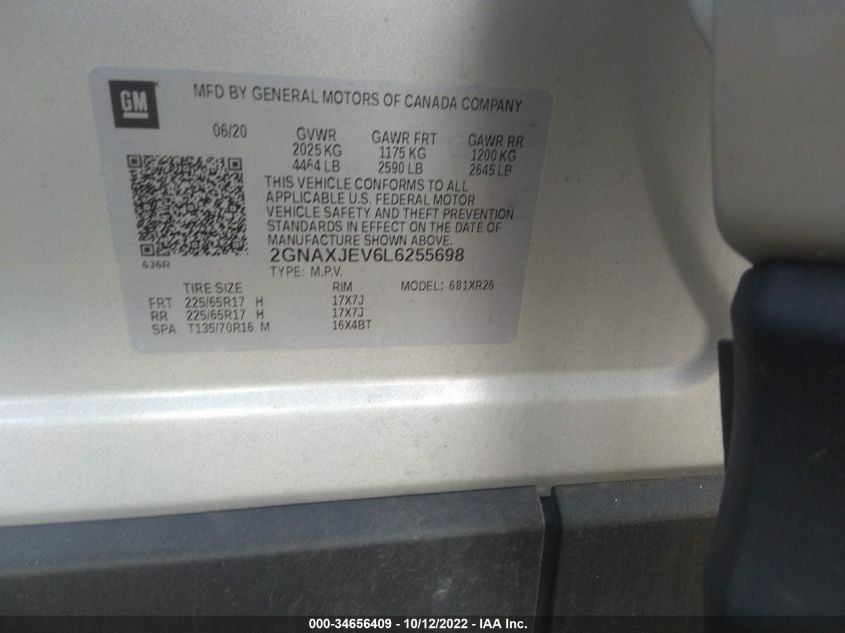 GM
MFD BY GENERAL MOTORS OF CANADA COMPANY
06/20 GVWR GAWR FRT GAWR RR
2025 KG 1175 KG 1200 KG
4464 LB 2590 LB 2645 LB
THIS VEHICLE CONFORMS TO ALL
APPLICABLE U.S. FEDERAL MOTOR
VEHICLE SAFETY AND THEFT PREVENTION
STANDARDS IN EFFECT ON THE DATE OF
MANUFACTURE SHOWN ABOVE.
636R
2GNAXJEV6L6255698
TYPE: M.P.V.
TIRE SIZE RIM MODEL: 681XR26
FRT 225/65R17 H 17X7J
RR 225/65R17 H 17X7J
SPA T135/70R16 M 16X4BT
000-34656409 - 10/12/2022 - IAA Inc.